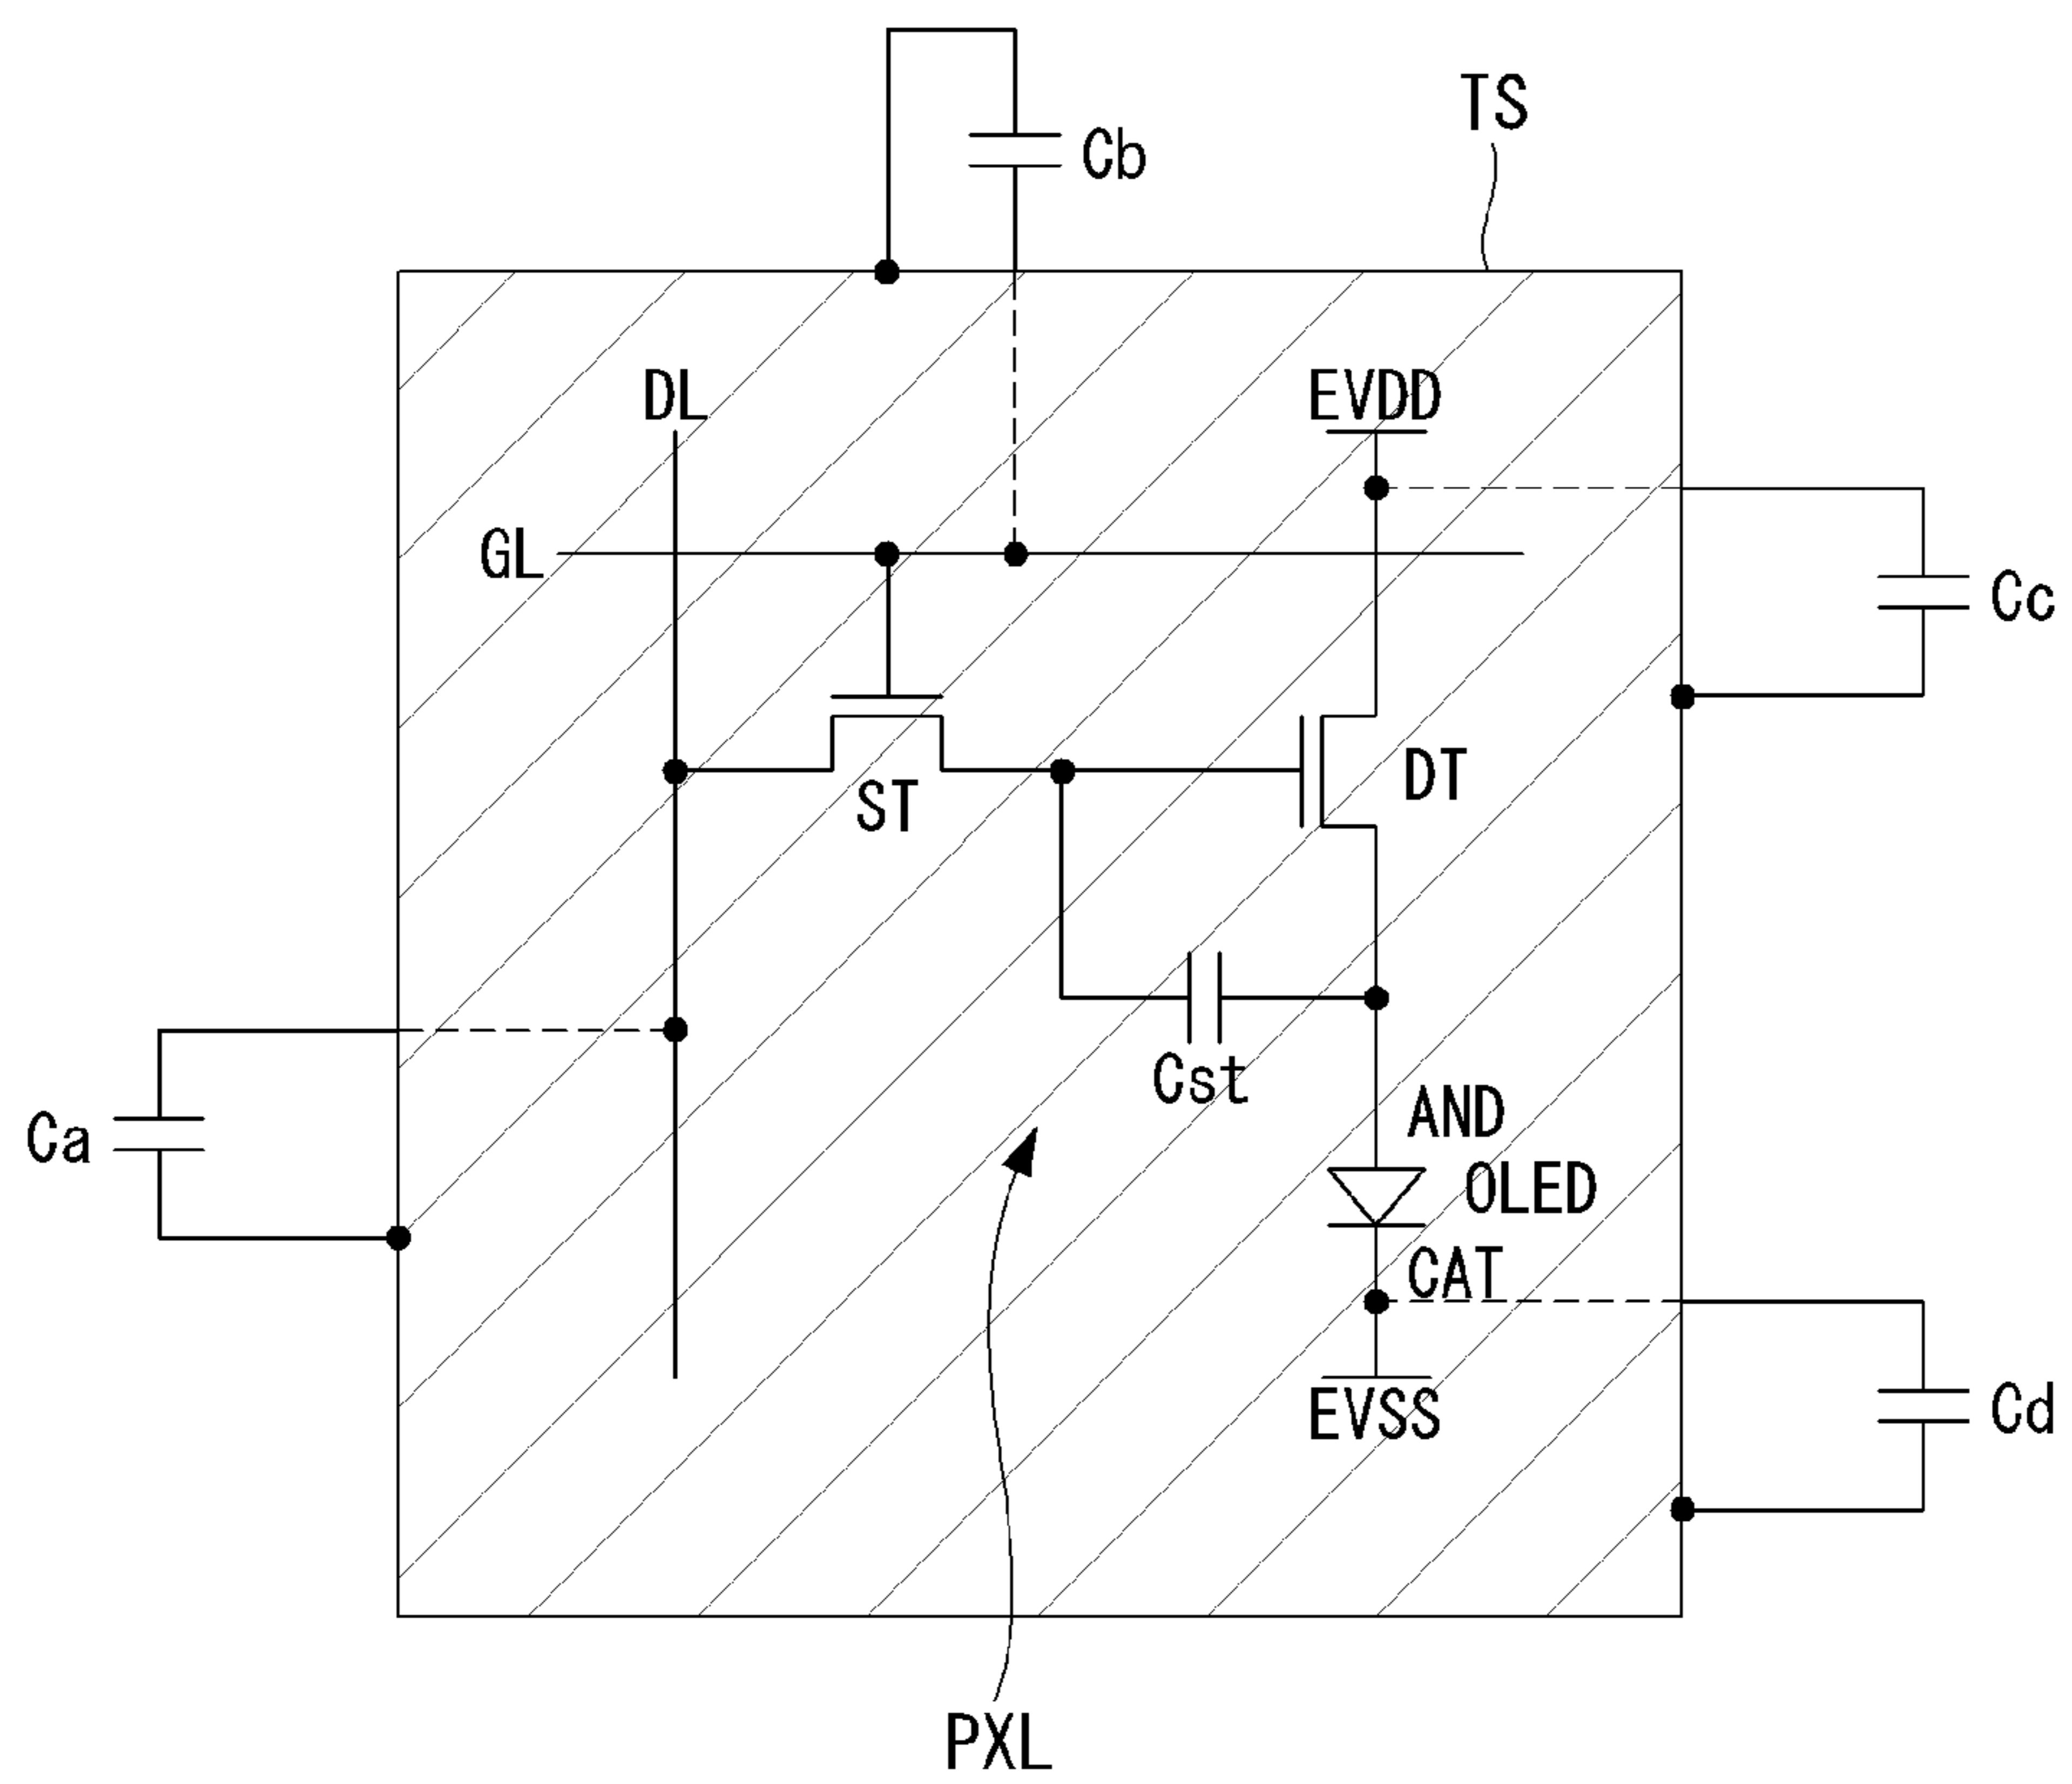 TS
Cb
DL
EVDD
GL
Cc
DT
ST
Cst
AND
Ca
OLED
CAT
EVSS
Cd
PXL